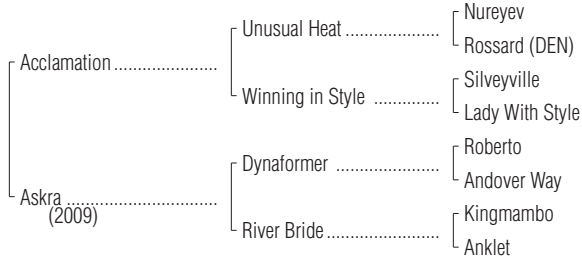 Nureyev
Unusual Heat ....................
Rossard (DEN)
Acclamation ......................
Silveyville
Winning in Style ..............
Lady With Style
Roberto
Dynaformer ......................
Andover Way
Askra ................................
(2009)
Kingmambo
River Bride ........................
Anklet